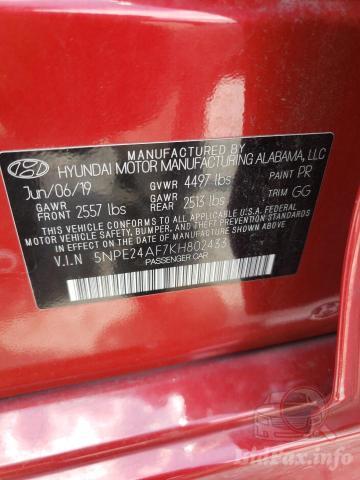 MANUFACTURED BY
HYUNDAI MOTOR MANUFACTURING ALABAMA, LLC
Jun/06/19 GVWR 4497 lbs PAINT PR
GAWR FRONT 2557 lbs GAWR REAR 2513 lbs TRIM GG
THIS VEHICLE CONFORMS TO ALL APPLICABLE U.S.A. FEDERAL
MOTOR VEHICLE SAFETY, BUMPER, AND THEFT PREVENTION STANDARDS
IN EFFECT ON THE DATE OF MANUFACTURE SHOWN ABOVE.
V.I.N 5NPE24AF7KH802433
PASSENGER CAR
BidFax.info